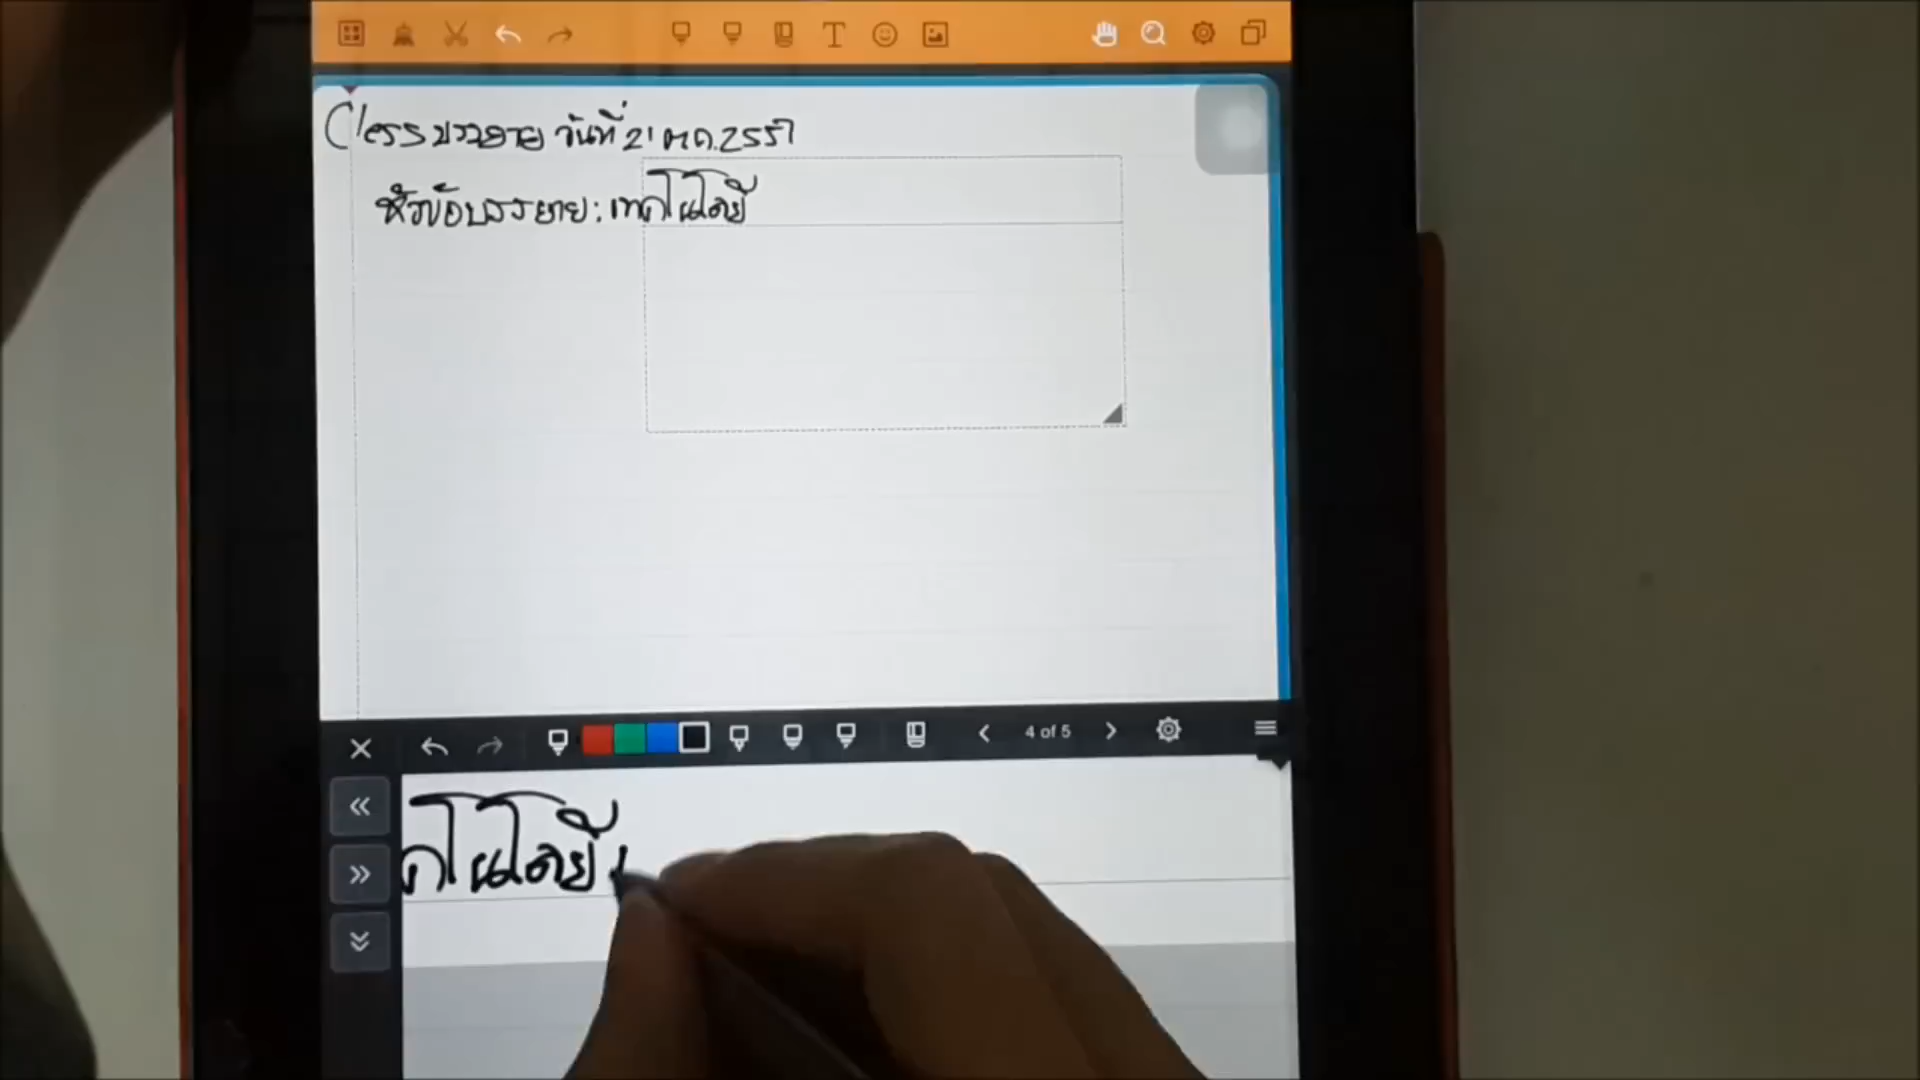 Class บรรยาย วันที่ 21 ต.ค. 2557
หัวข้อบรรยาย: เทคโนโลยี
4 of 5
คโนโลยี